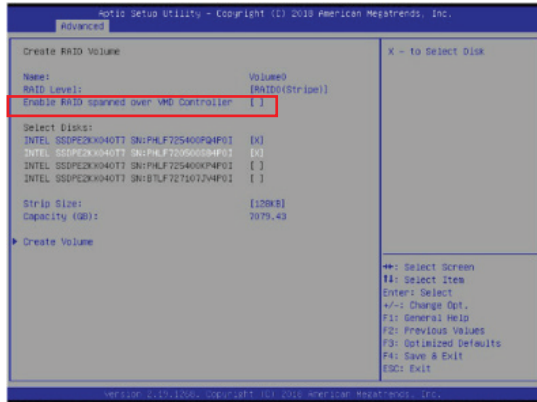 Aptio Setup Utility - Copyright (C) 2018 American Megatrends, Inc.
Advanced
Create RAID Volume
X - to Select Disk
Name: Volume0
RAID Level: [RAID0(Stripe)]
Enable RAID spanned over VMD Controller [ ]
Select Disks:
INTEL SSDPE2KX040T7 SN:PHLF725400PQ4P0I [X]
INTEL SSDPE2KX040T7 SN:PHLF720500SB4P0I [X]
INTEL SSDPE2KX040T7 SN:PHLF725400KP4P0I [ ]
INTEL SSDPE2KX040T7 SN:BTLF727107JV4P0I [ ]
Strip Size: [128KB]
Capacity (GB): 7079.43
Create Volume
: Select Screen
: Select Item
Enter: Select
+/-: Change Opt.
F1: General Help
F2: Previous Values
F3: Optimized Defaults
F4: Save & Exit
ESC: Exit
Version 2.19.1266. Copyright (C) 2018 American Megatrends, Inc.